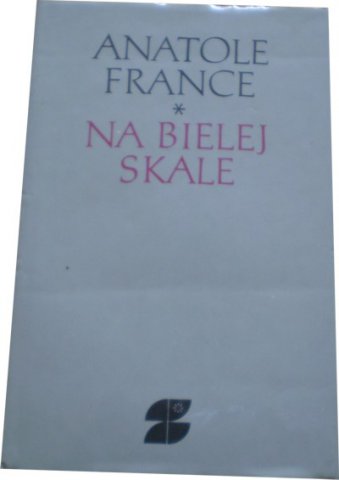 ANATOLE
FRANCE
*
NA BIELEJ
SKALE